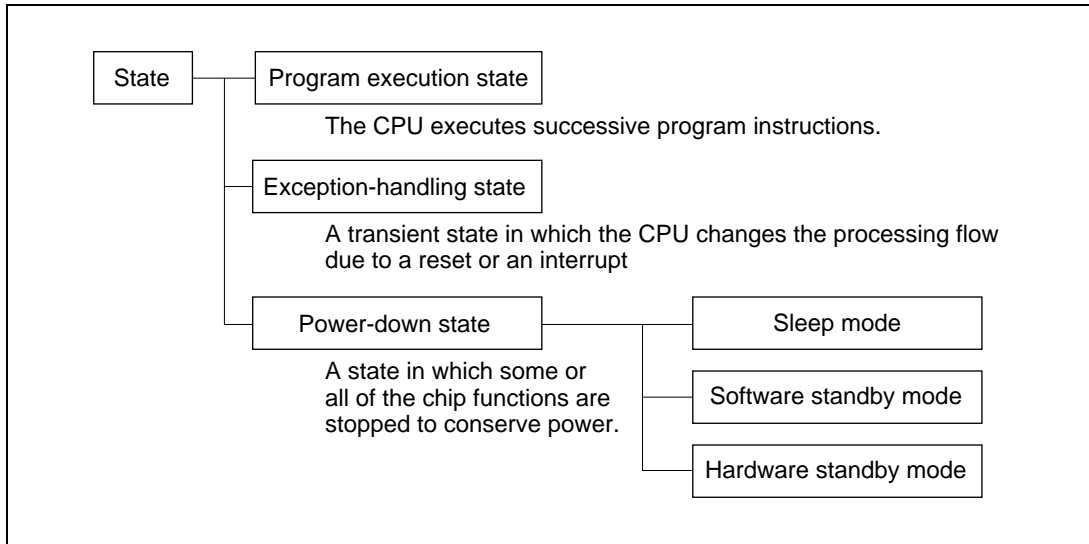 State
Program execution state
The CPU executes successive program instructions.
Exception-handling state
A transient state in which the CPU changes the processing flow
due to a reset or an interrupt
Power-down state
A state in which some or
all of the chip functions are
stopped to conserve power.
Sleep mode
Software standby mode
Hardware standby mode